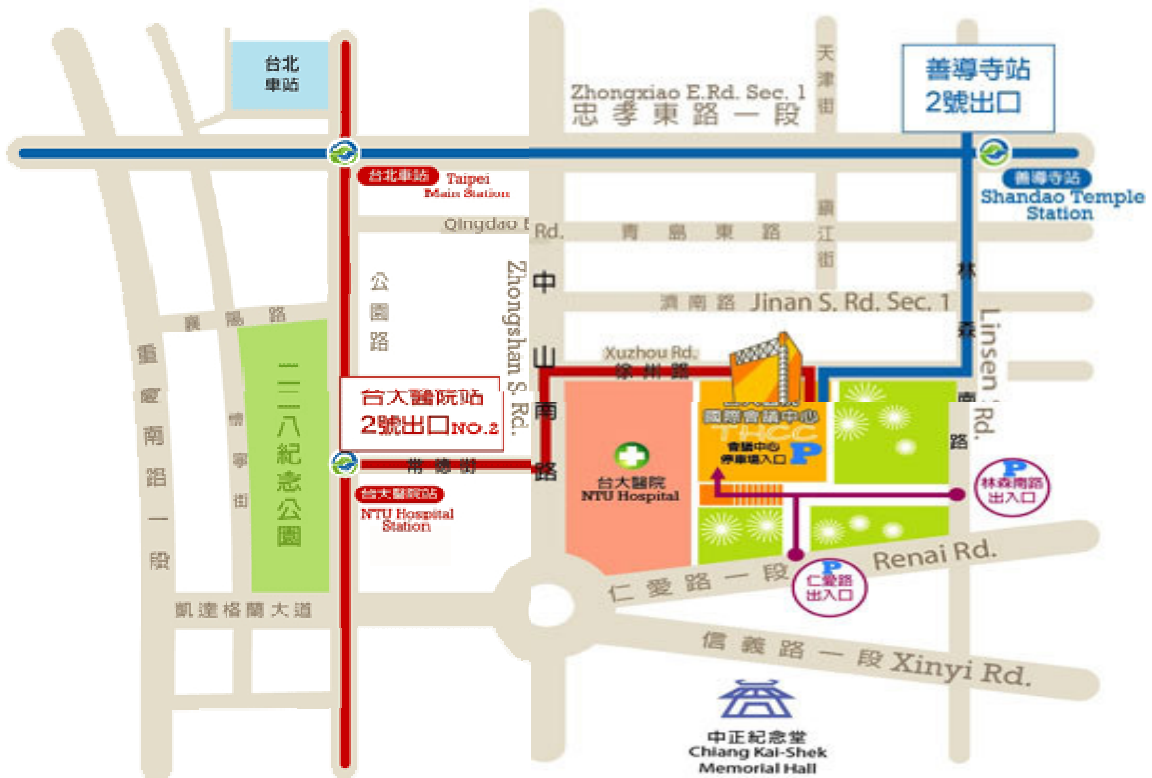 台北
車站
Zhongxiao E.Rd. Sec. 1
忠孝東路一段
天津街
善導寺站
2號出口
台北車站 Taipei
Main Station
善導寺站
Shandao Temple
Station
Qingdao E
Rd.
青島東路
鎮江街
公園路
Zhongshan S. Rd.
中山南路
濟南路 Jinan S. Rd. Sec. 1
林森南路
Linsen S
Rd.
襄陽路
重慶南路一段
懷寧街
二二八紀念公園
Xuzhou Rd.
徐州路
台大醫院站
2號出口NO.2
常德街
台大醫院站
NTU Hospital
Station
國際會議中心
THCC
會議中心
停車場入口 P
台大醫院
NTU Hospital
P
林森南路
出入口
P
仁愛路
出入口
仁愛路一段 Renai Rd.
凱達格蘭大道
信義路一段 Xinyi Rd.
中正紀念堂
Chiang Kai-Shek
Memorial Hall